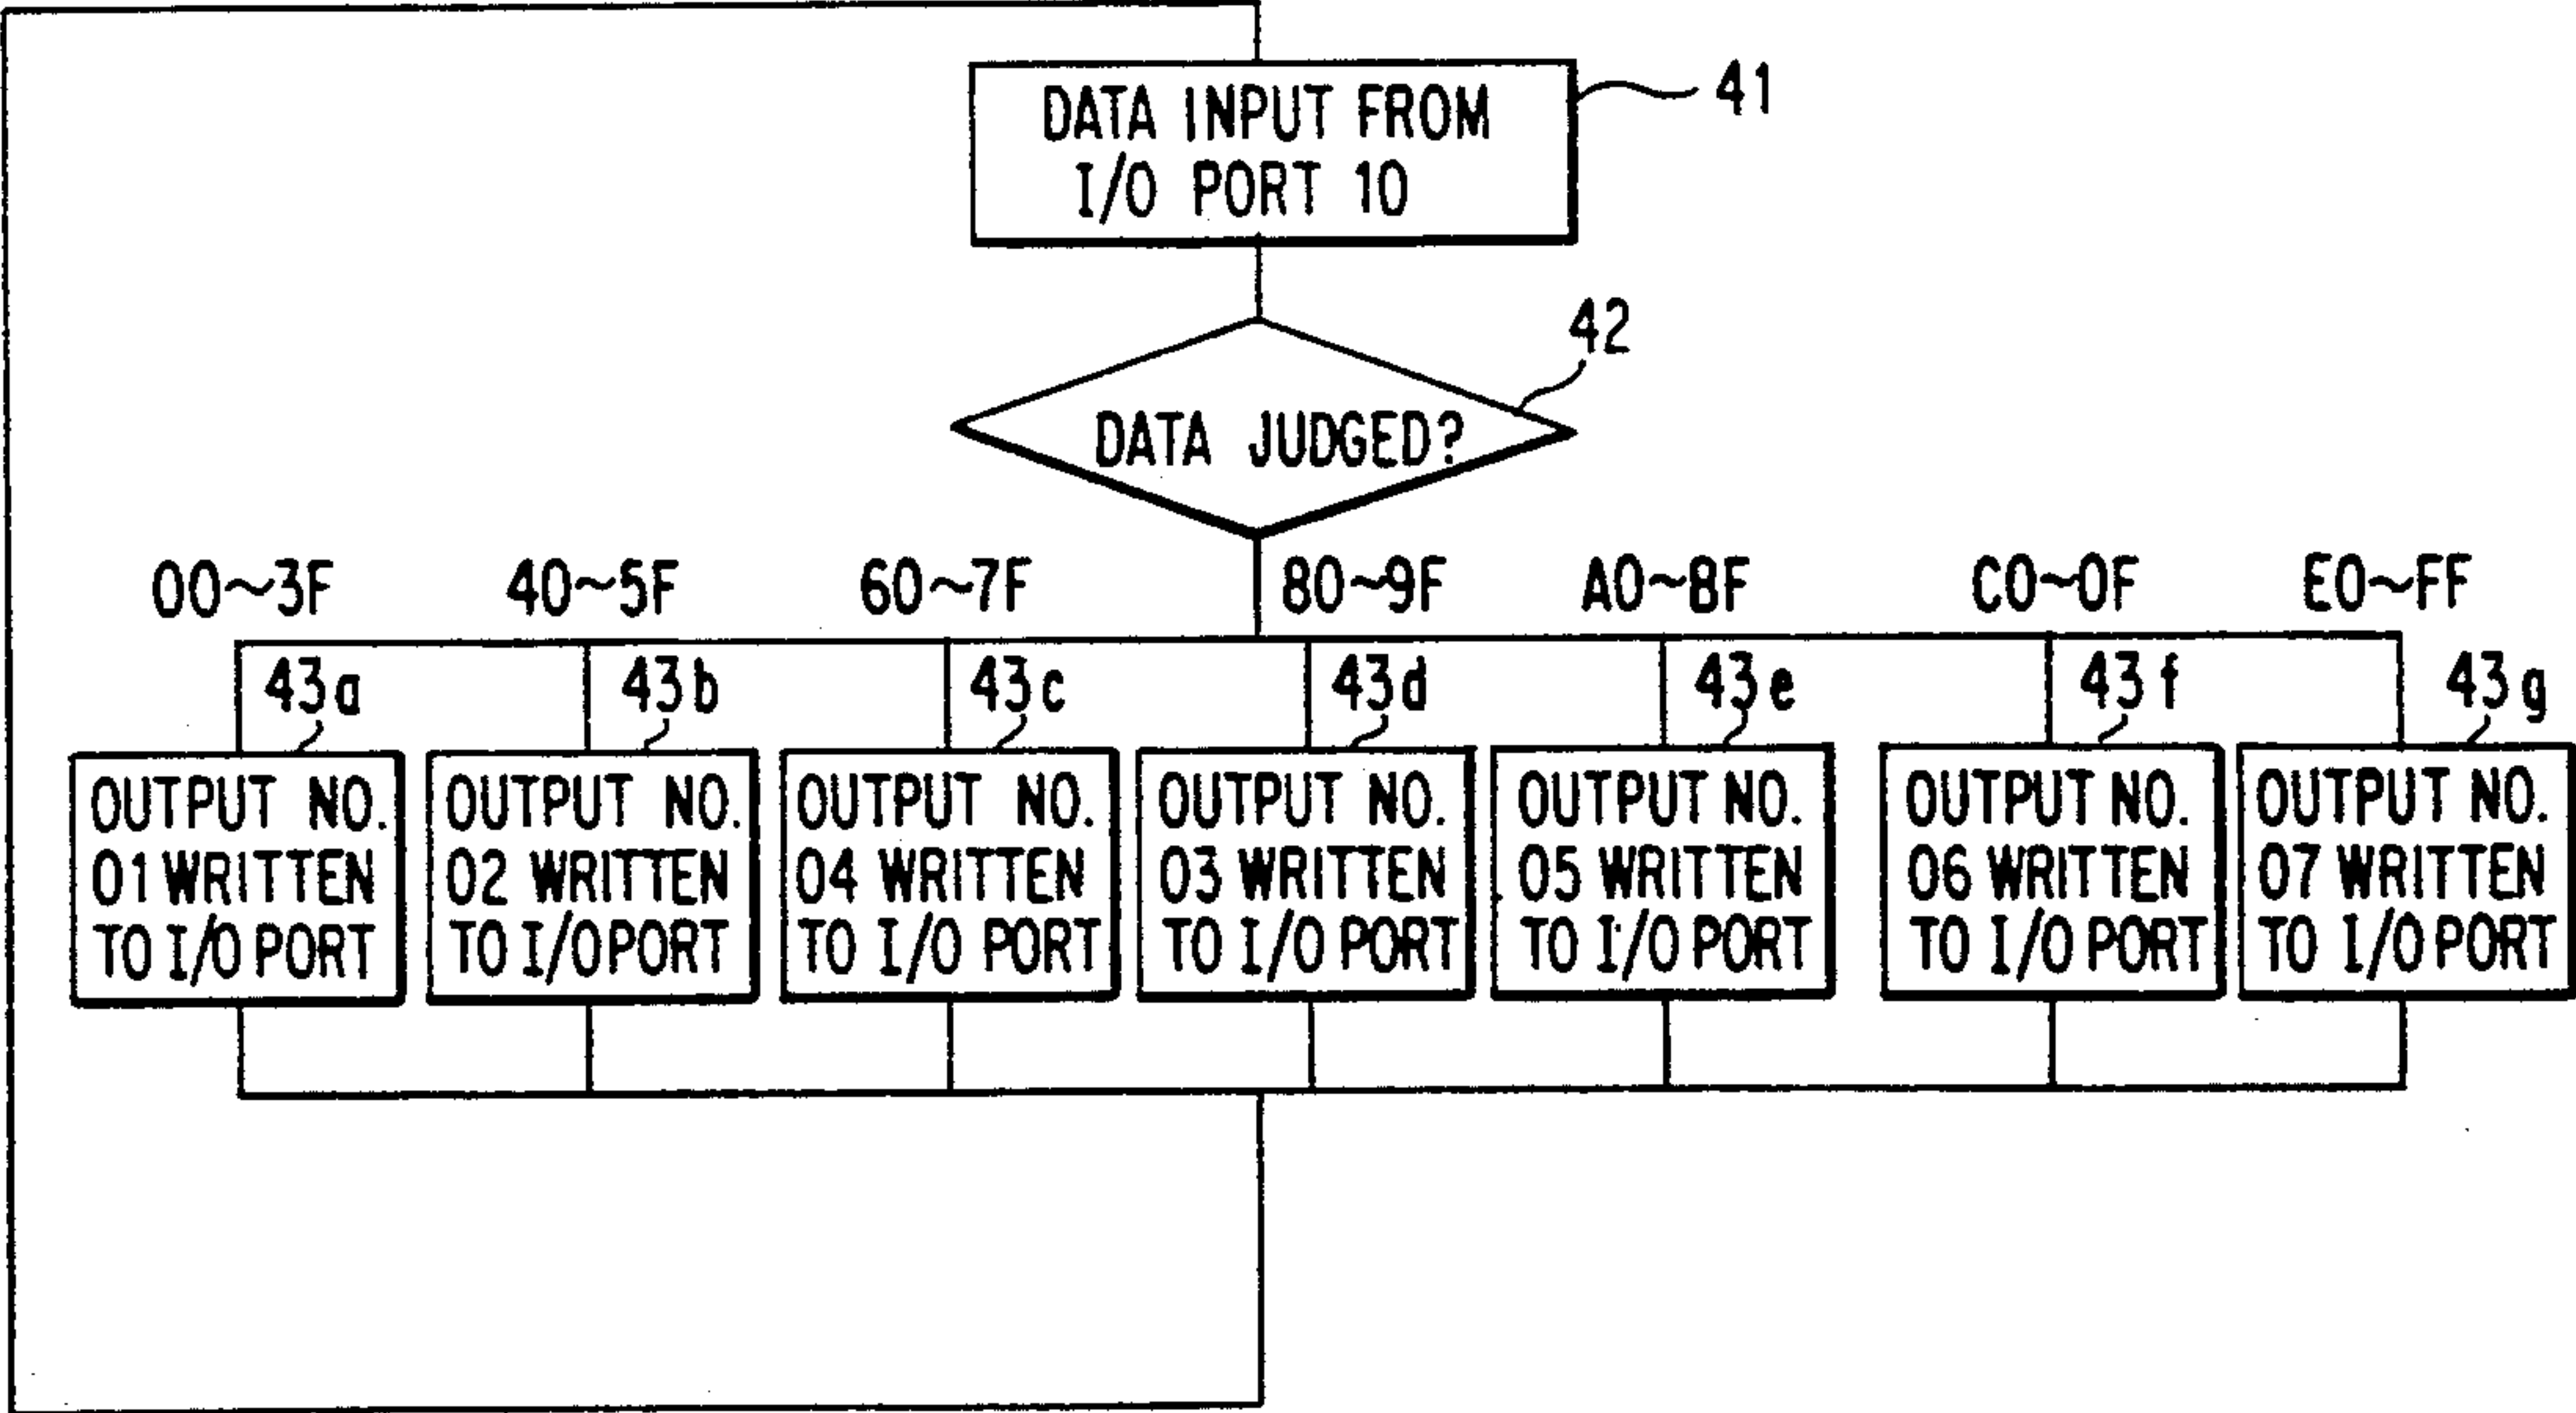 DATA INPUT FROM
I/O PORT 10
41
42
DATA JUDGED?
00~3F
40~5F
60~7F
80~9F
A0~8F
C0~0F
E0~FF
43a
43b
43c
43d
43e
43f
43g
OUTPUT NO.
01 WRITTEN
TO I/O PORT
OUTPUT NO.
02 WRITTEN
TO I/O PORT
OUTPUT NO.
04 WRITTEN
TO I/O PORT
OUTPUT NO.
03 WRITTEN
TO I/O PORT
OUTPUT NO.
05 WRITTEN
TO I/O PORT
OUTPUT NO.
06 WRITTEN
TO I/O PORT
OUTPUT NO.
07 WRITTEN
TO I/O PORT